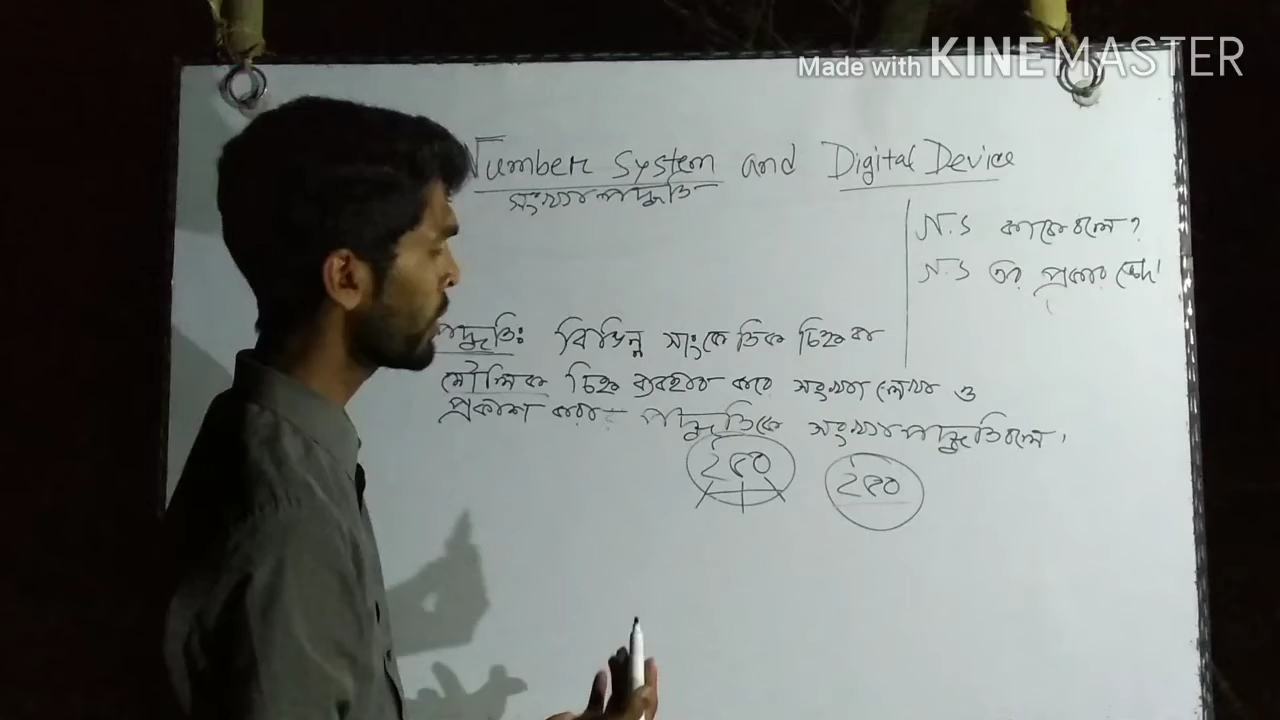 Made with KINEMASTER
Number System and Digital Device
সংখ্যা পদ্ধতি
N.S কাকে বলে?
N.S এর প্রকার ভেদ।
পদ্ধতিঃ বিভিন্ন সাংকেতিক চিহ্ন বা
মৌলিক চিহ্ন ব্যবহার করে সংখ্যা লেখা ও
প্রকাশ করার পদ্ধতিকে সংখ্যা পদ্ধতি বলে।
২৫০ ২৫০